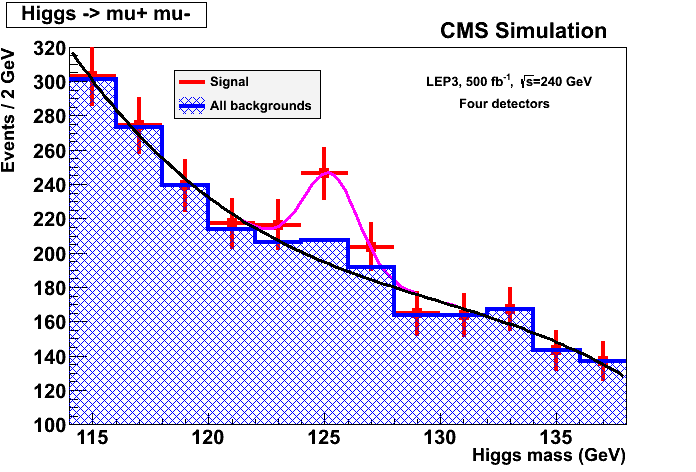 Higgs -> mu+ mu-
CMS Simulation
Events / 2 GeV
320
300
280
260
240
220
200
180
160
140
120
100
Signal
All backgrounds
LEP3, 500 fb⁻¹, √s=240 GeV
Four detectors
115 120 125 130 135
Higgs mass (GeV)